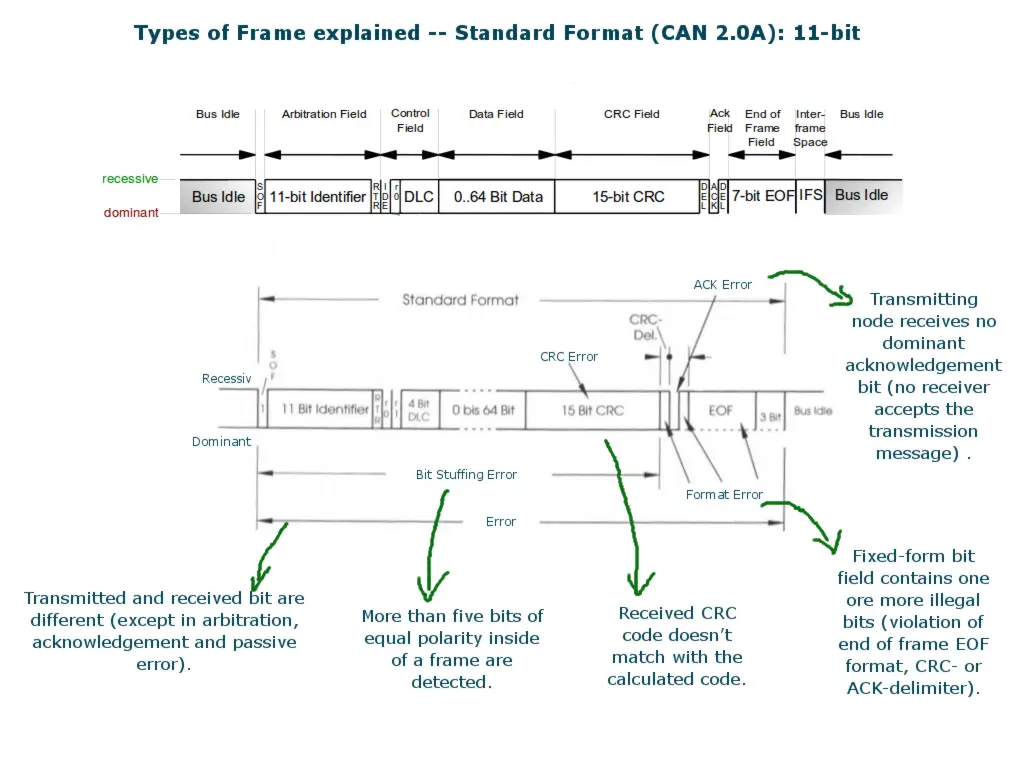 Types of Frame explained -- Standard Format (CAN 2.0A): 11-bit
Bus Idle
Arbitration Field
Control
Field
Data Field
CRC Field
Ack
Field
End of
Frame
Field
Inter-
frame
Space
Bus Idle
recessive
dominant
Bus Idle
SOF
11-bit Identifier
RTR
IDE
r0
DLC
0..64 Bit Data
15-bit CRC
DEL
ACK
DEL
7-bit EOF
IFS
Bus Idle
Standard Format
ACK Error
CRC-
Del.
CRC Error
SOF
Recessiv
Dominant
1
11 Bit Identifier
RTR
r0
r1
4 Bit
DLC
0 bis 64 Bit
15 Bit CRC
EOF
3 Bit
Bus Idle
Bit Stuffing Error
Format Error
Error
Transmitting
node receives no
dominant
acknowledgement
bit (no receiver
accepts the
transmission
message) .
Transmitted and received bit are
different (except in arbitration,
acknowledgement and passive
error).
More than five bits of
equal polarity inside
of a frame are
detected.
Received CRC
code doesn't
match with the
calculated code.
Fixed-form bit
field contains one
ore more illegal
bits (violation of
end of frame EOF
format, CRC- or
ACK-delimiter).